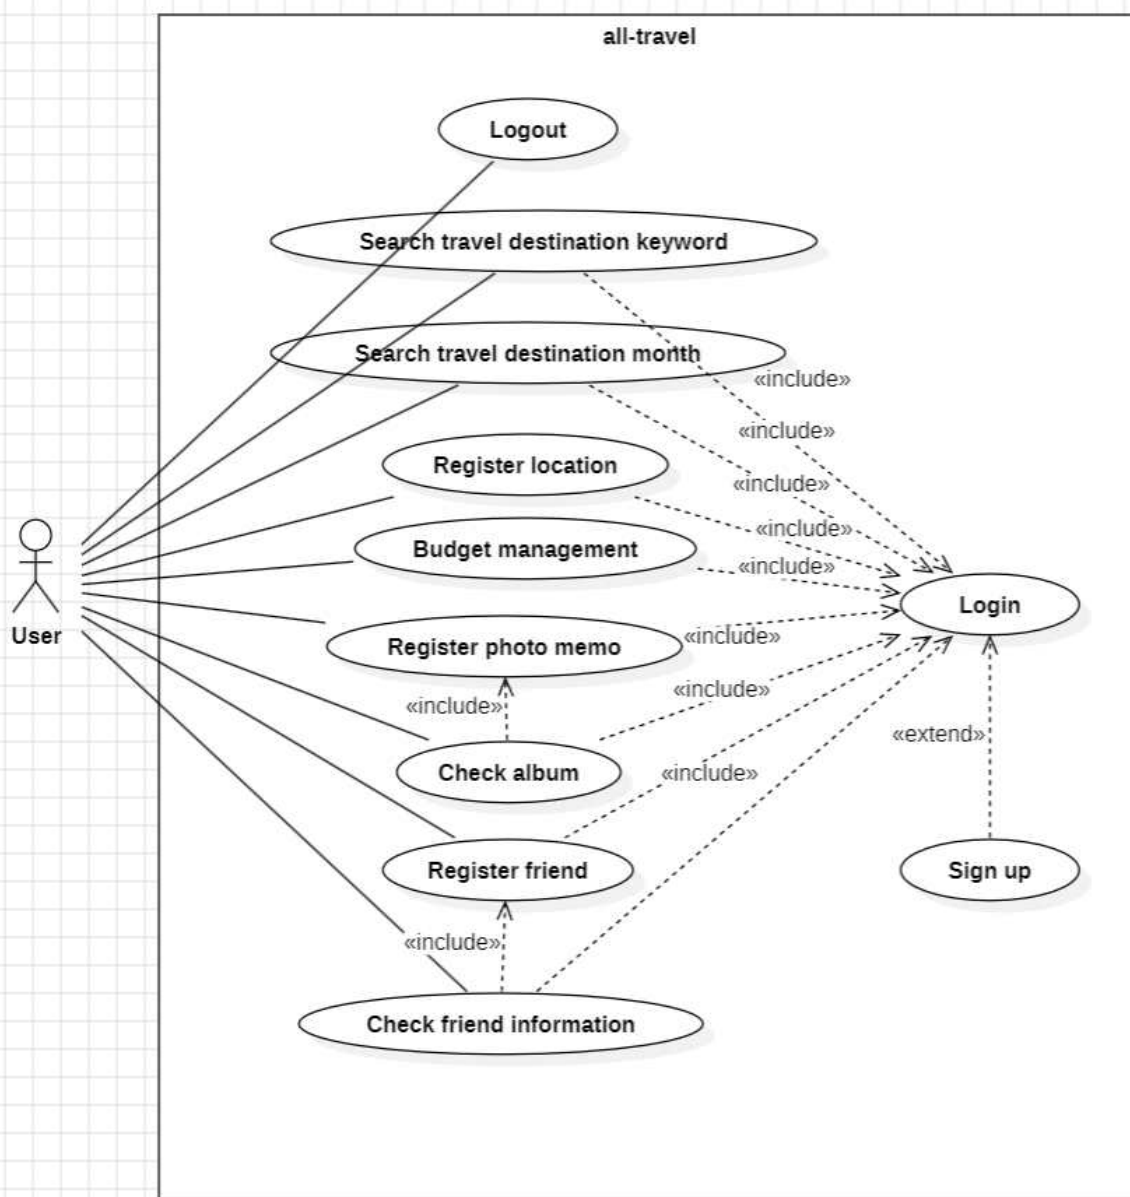 all-travel
Logout
Search travel destination keyword
Search travel destination month
«include»
«include»
Register location
«include»
«include»
Budget management
«include»
Login
User
Register photo memo
«include»
«include»
«include»
«extend»
Check album
«include»
Register friend
Sign up
«include»
Check friend information